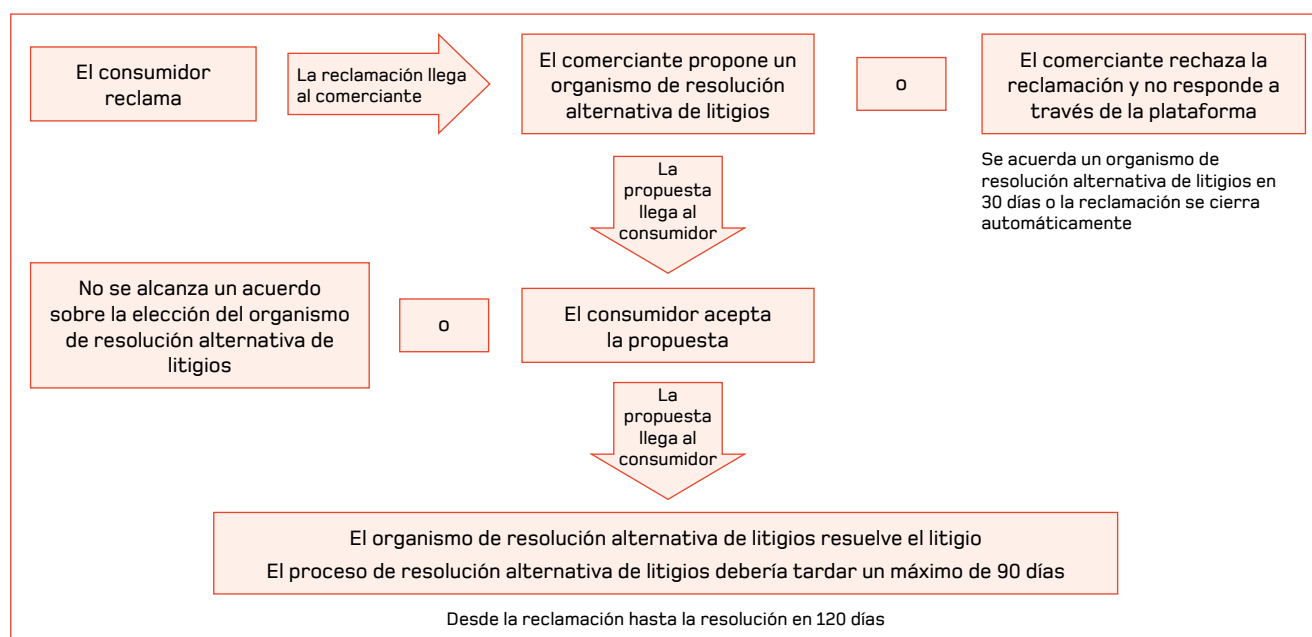 El consumidor
reclama
La reclamación llega
al comerciante
El comerciante propone un
organismo de resolución
alternativa de litigios
o
El comerciante rechaza la
reclamación y no responde a
través de la plataforma
Se acuerda un organismo de
resolución alternativa de litigios en
30 días o la reclamación se cierra
automáticamente
La
propuesta
llega al
consumidor
No se alcanza un acuerdo
sobre la elección del organismo
de resolución alternativa de
litigios
o
El consumidor acepta
la propuesta
La
propuesta
llega al
consumidor
El organismo de resolución alternativa de litigios resuelve el litigio
El proceso de resolución alternativa de litigios debería tardar un máximo de 90 días
Desde la reclamación hasta la resolución en 120 días